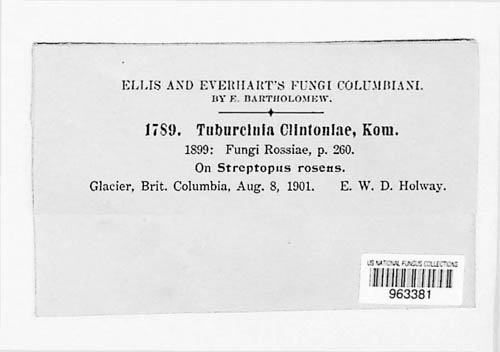 ELLIS AND EVERHART'S FUNGI COLUMBIANI.
BY E. BARTHOLOMEW.
1789. Tuburcinia Clintoniae, Kom.
1899: Fungi Rossiae, p. 260.
On Streptopus roseus.
Glacier, Brit. Columbia, Aug. 8, 1901. E. W. D. Holway.
US NATIONAL FUNGUS COLLECTIONS
963381